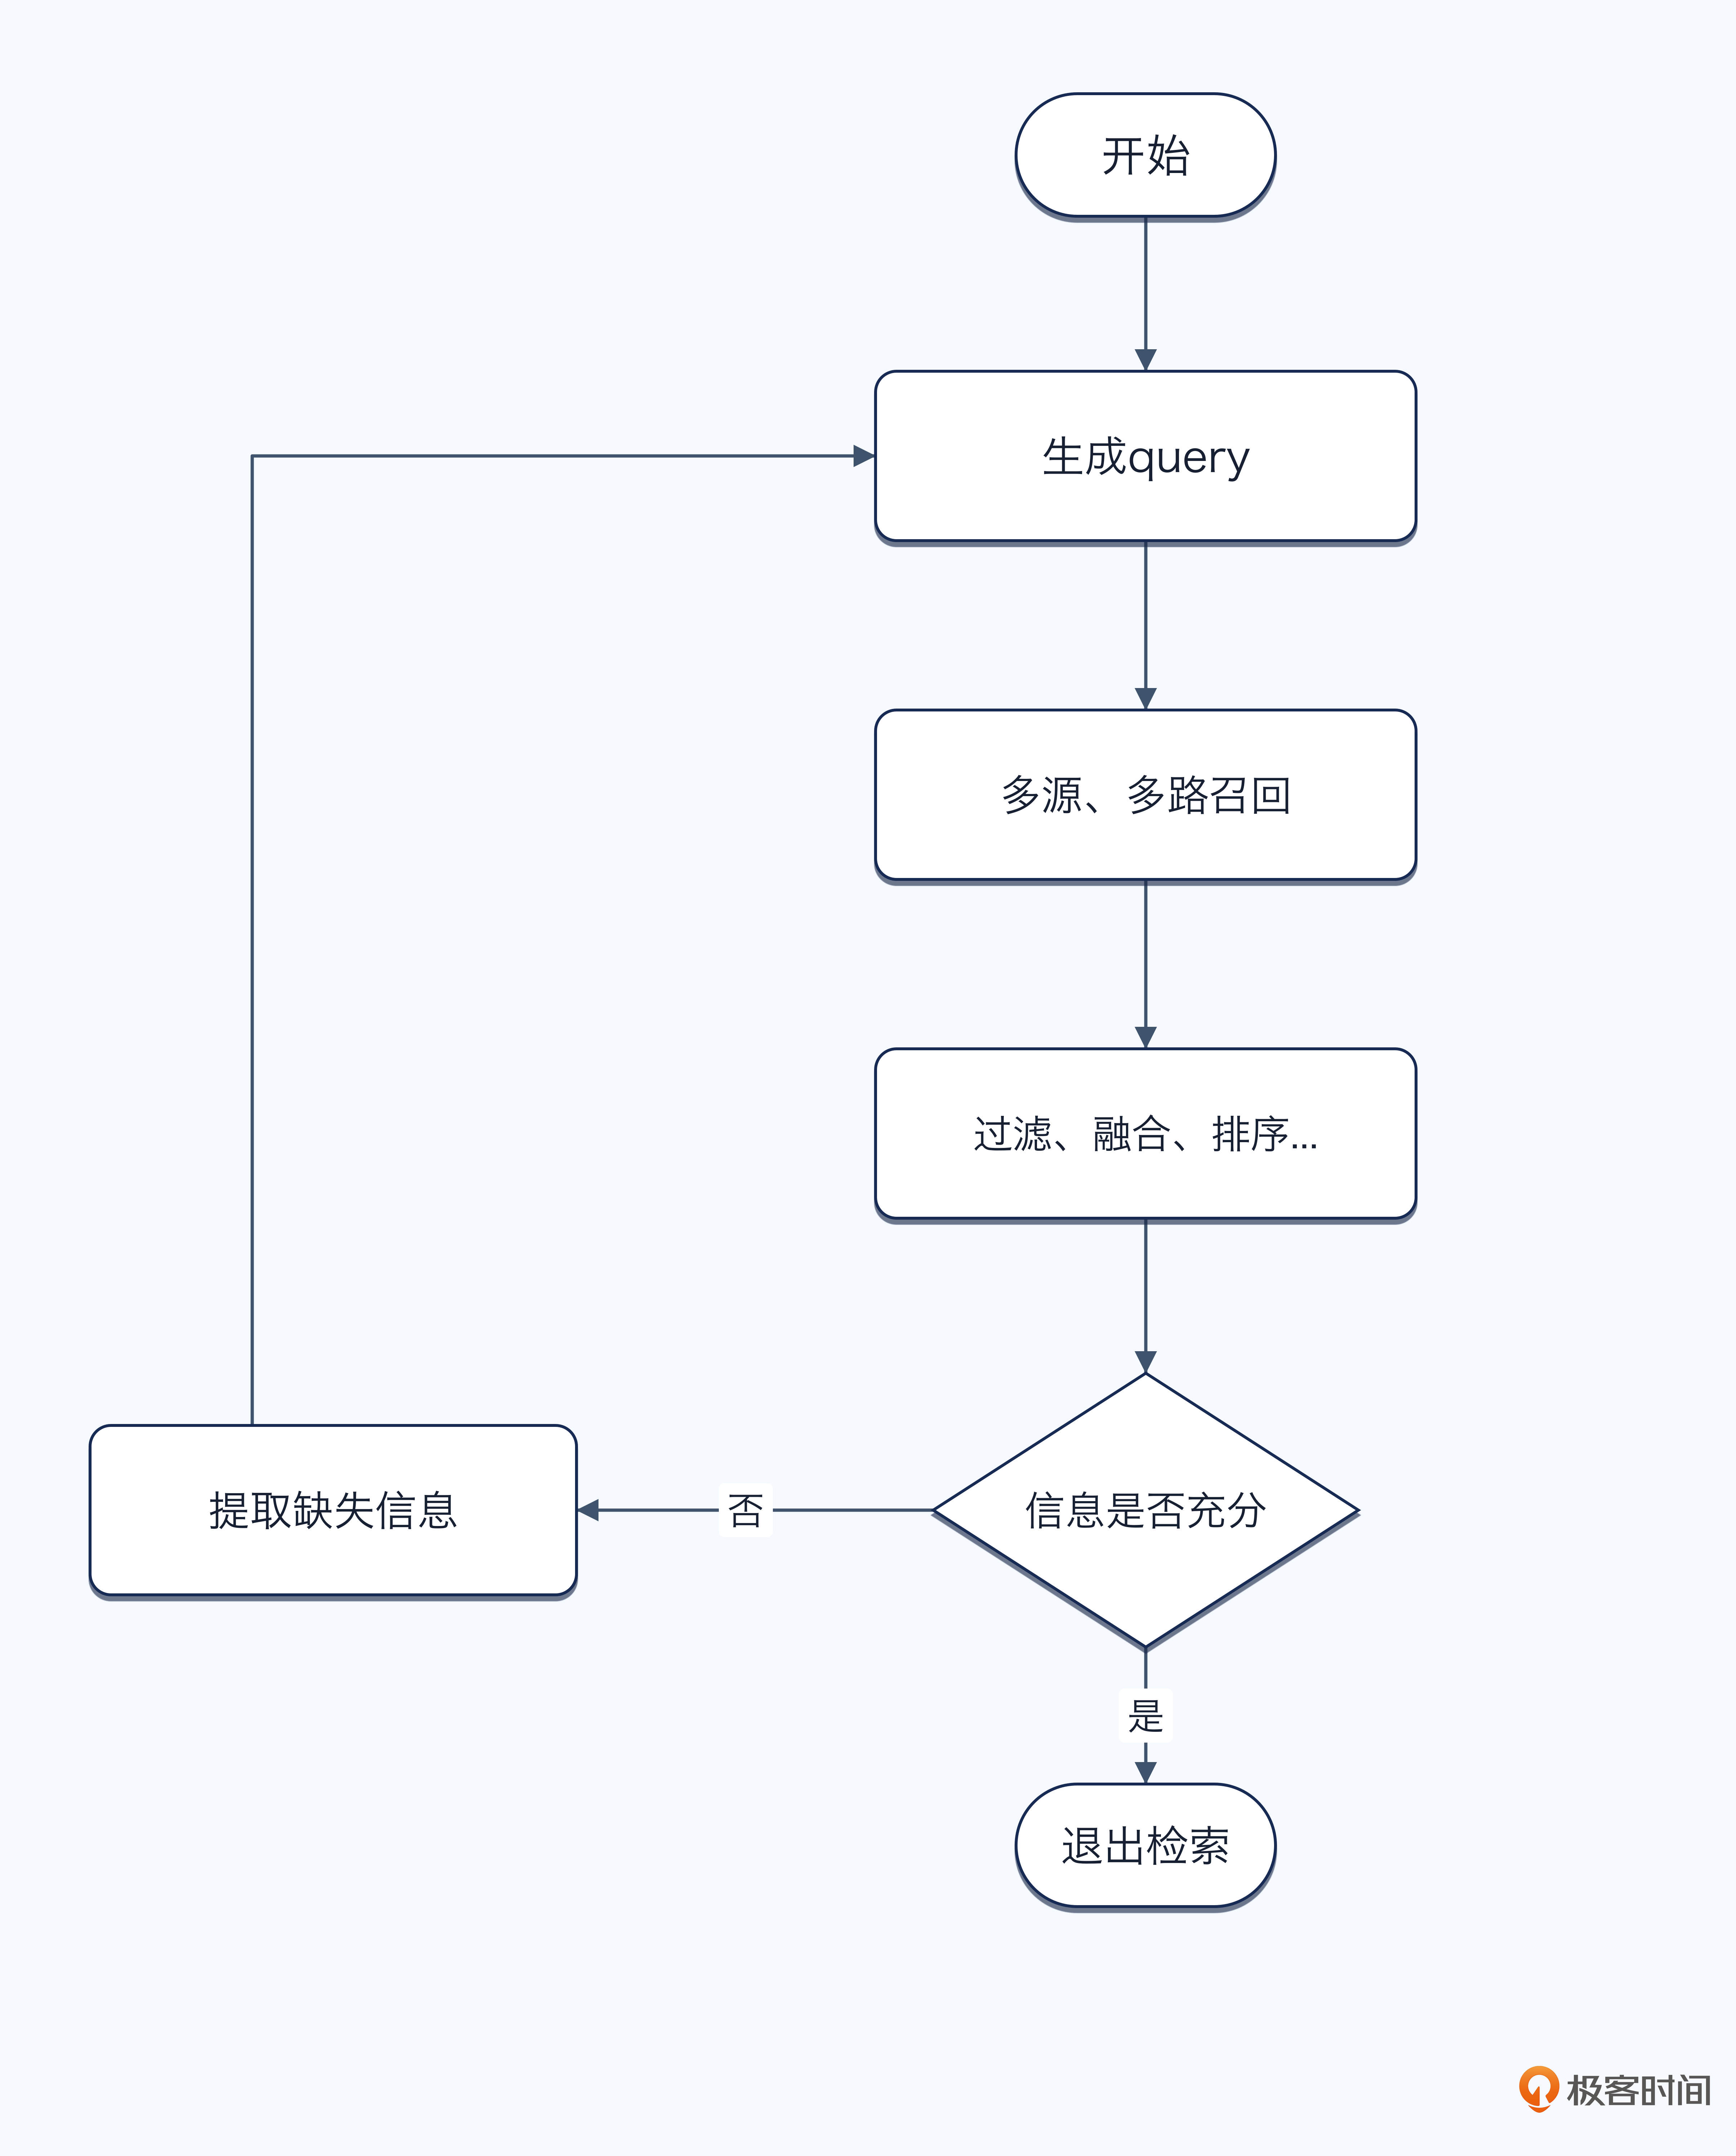 开始
生成query
多源、多路召回
过滤、融合、排序...
信息是否充分
否
提取缺失信息
是
退出检索
极客时间